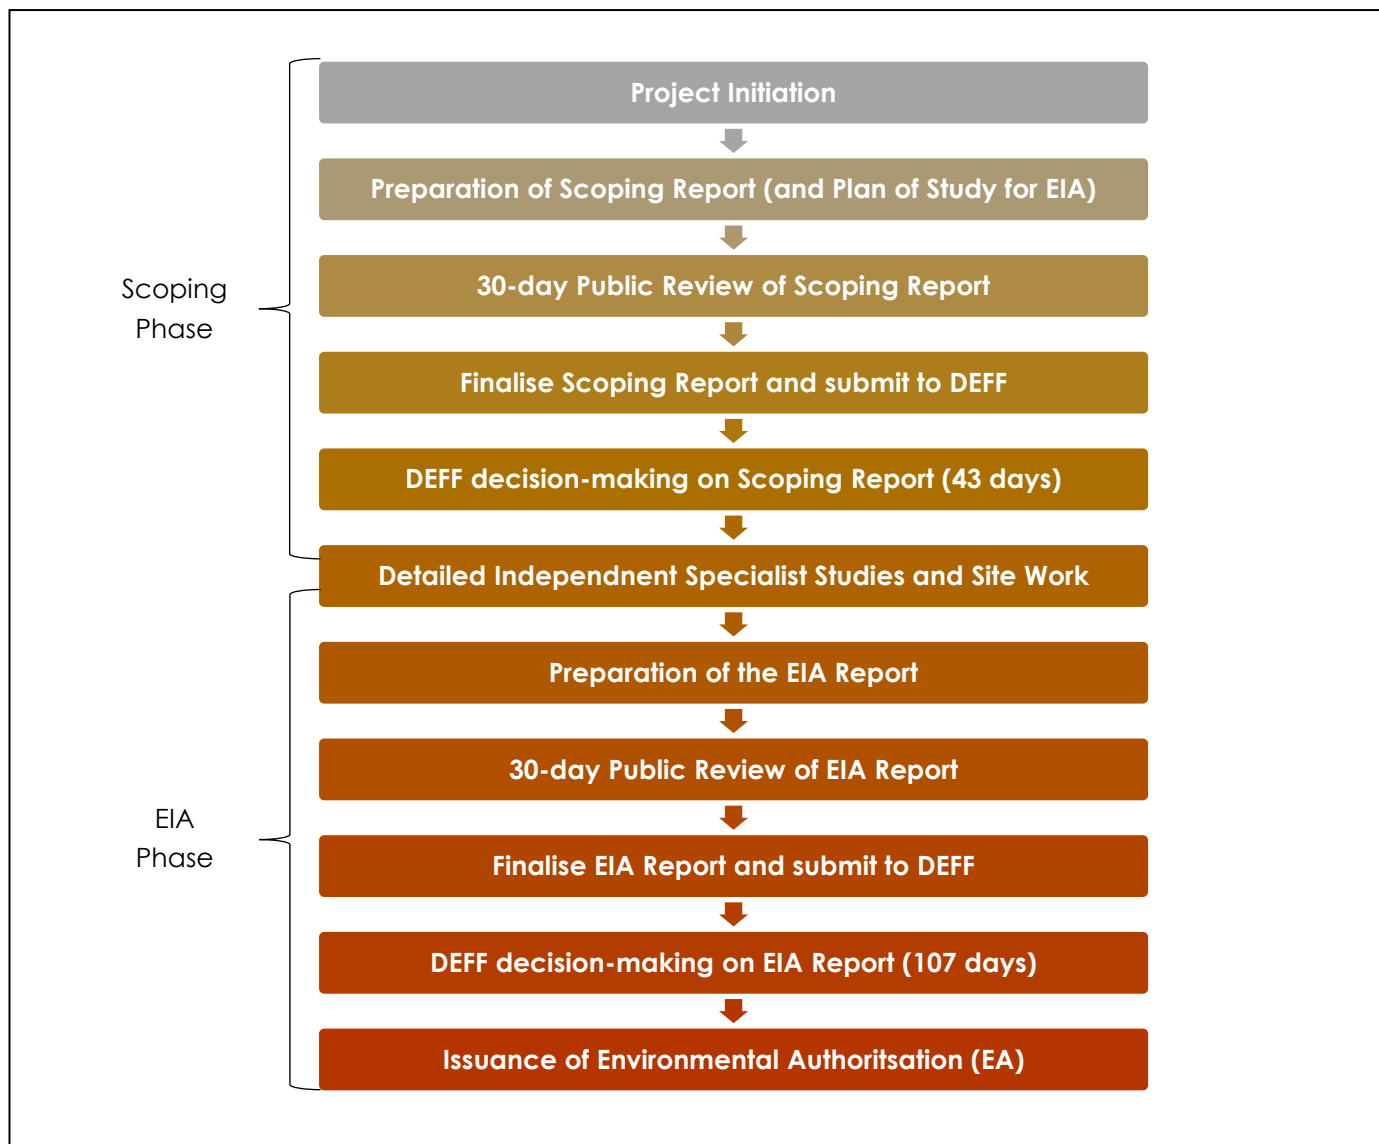 Project Initiation
Preparation of Scoping Report (and Plan of Study for EIA)
30-day Public Review of Scoping Report
Scoping
Phase
Finalise Scoping Report and submit to DEFF
DEFF decision-making on Scoping Report (43 days)
Detailed Independnent Specialist Studies and Site Work
Preparation of the EIA Report
30-day Public Review of EIA Report
EIA
Phase
Finalise EIA Report and submit to DEFF
DEFF decision-making on EIA Report (107 days)
Issuance of Environmental Authoritsation (EA)